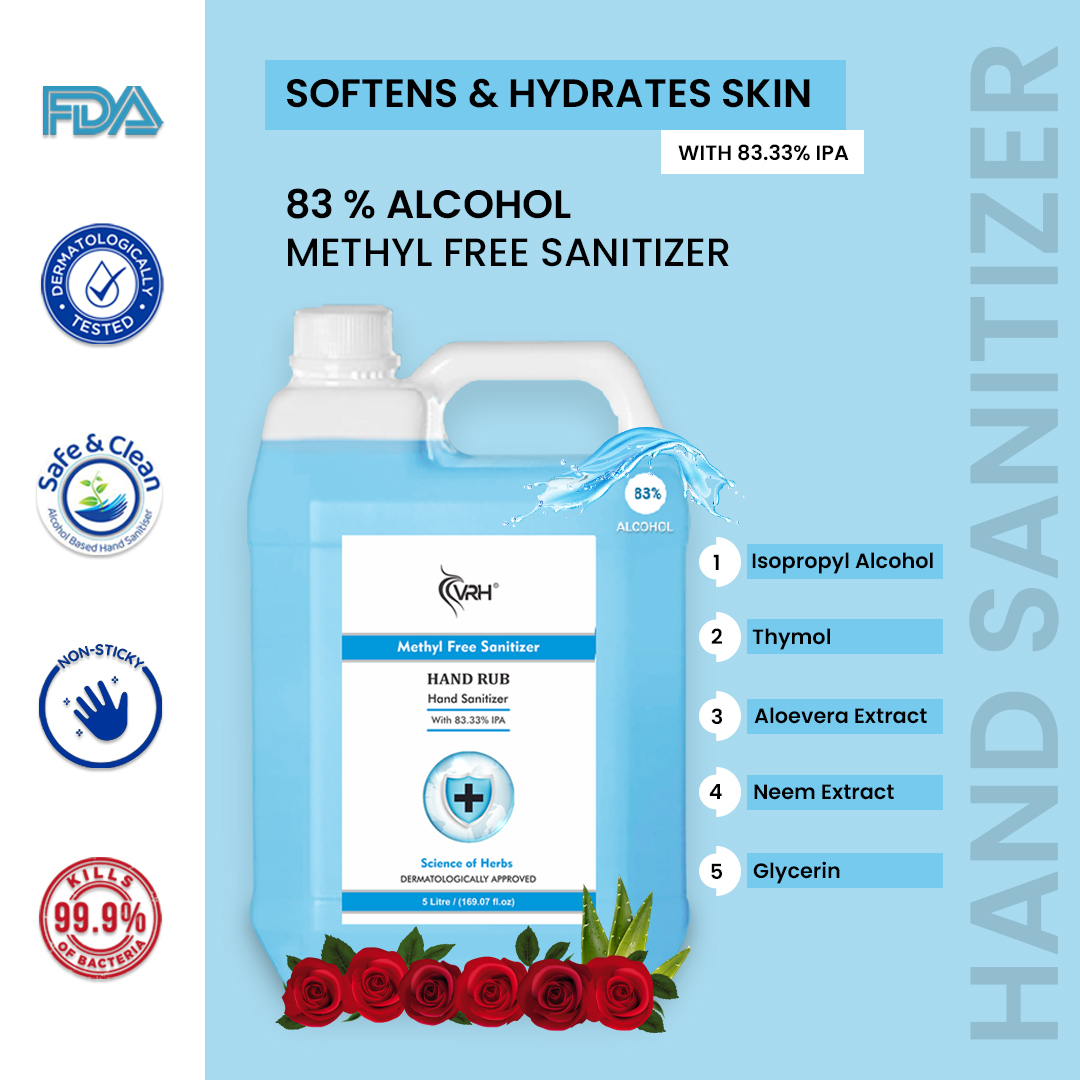 FDA
DERMATOLOGICALLY
TESTED
Safe & Clean
Alcohol Based Hand Sanitiser
NON-STICKY
KILLS
99.9%
OF BACTERIA
SOFTENS & HYDRATES SKIN
WITH 83.33% IPA
83 % ALCOHOL
METHYL FREE SANITIZER
83%
ALCOHOL
VRH©
Methyl Free Sanitizer
HAND RUB
Hand Sanitizer
With 83.33% IPA
Science of Herbs
DERMATOLOGICALLY APPROVED
5 Litre / (169.07 fl.oz)
1 Isopropyl Alcohol
2 Thymol
3 Aloevera Extract
4 Neem Extract
5 Glycerin
HAND SANITIZER